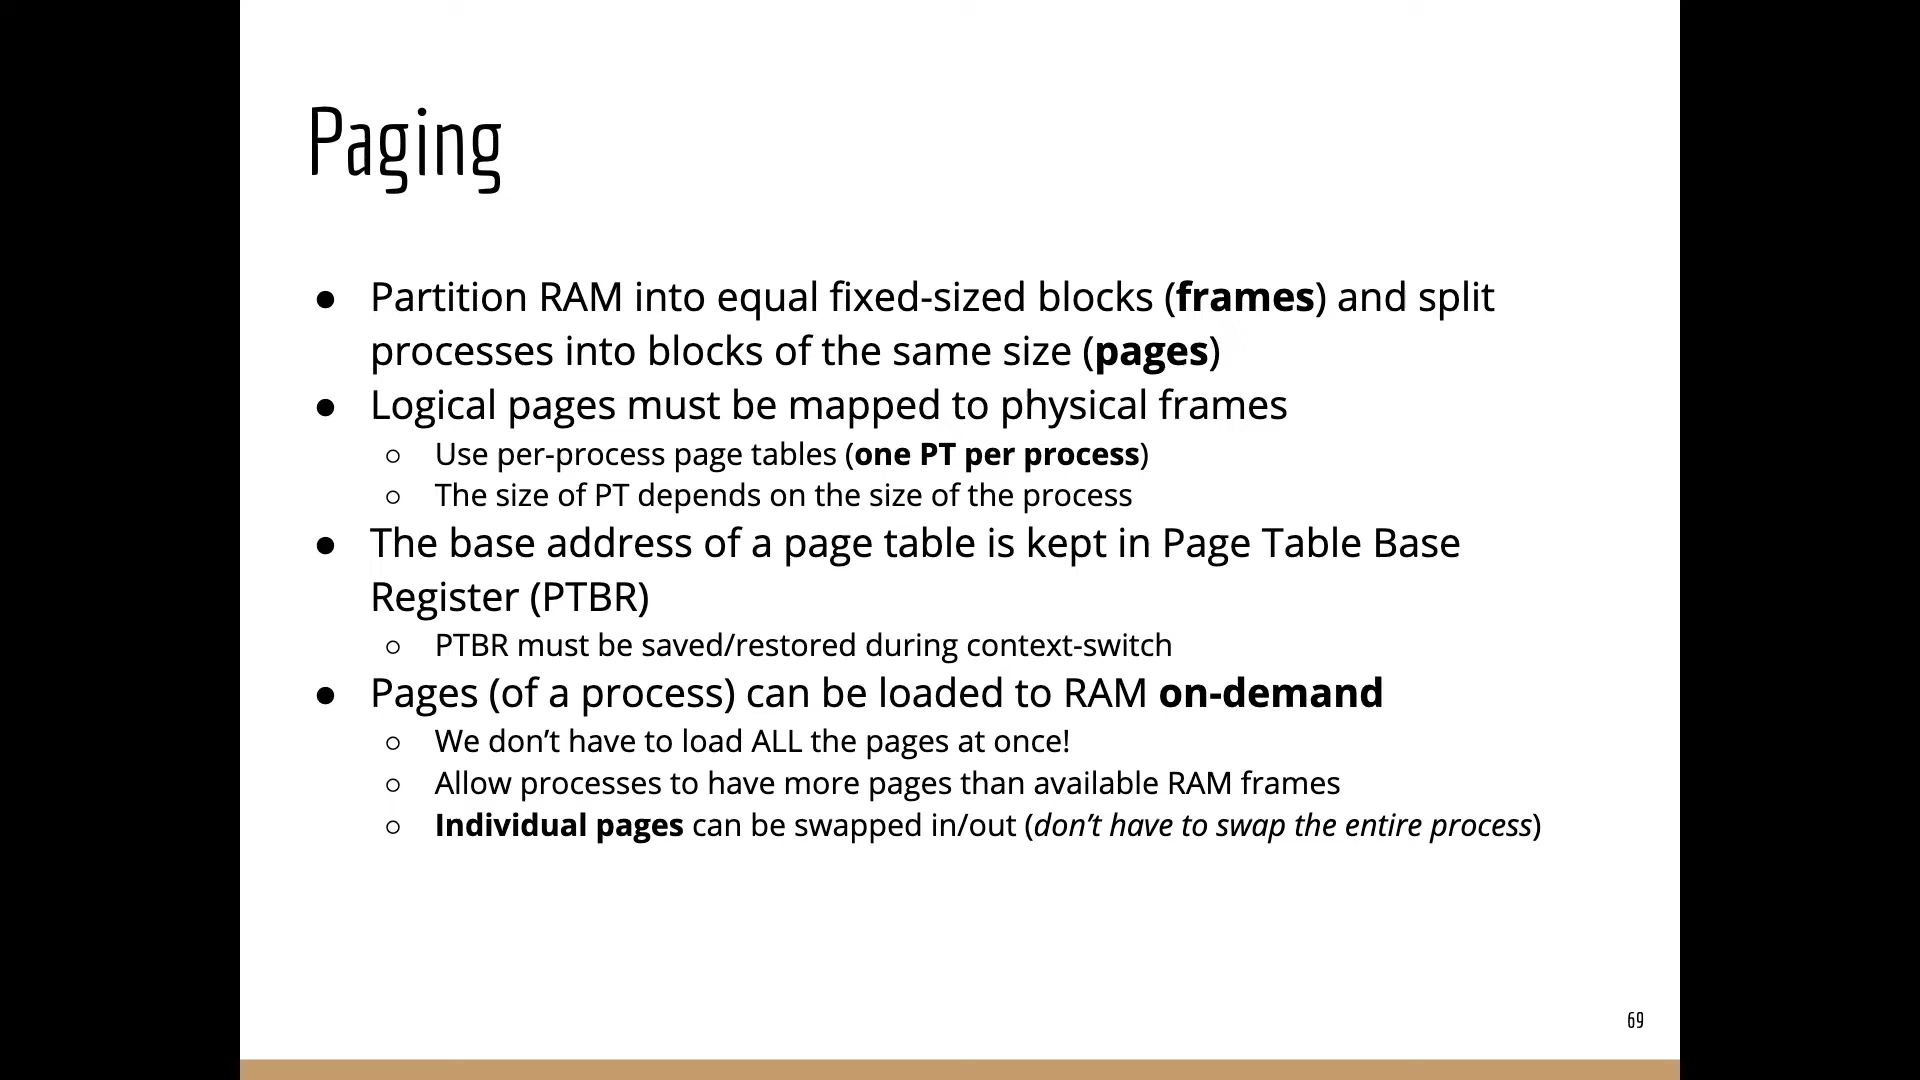 Paging
● Partition RAM into equal fixed-sized blocks (frames) and split
processes into blocks of the same size (pages)
● Logical pages must be mapped to physical frames
○ Use per-process page tables (one PT per process)
○ The size of PT depends on the size of the process
● The base address of a page table is kept in Page Table Base
Register (PTBR)
○ PTBR must be saved/restored during context-switch
● Pages (of a process) can be loaded to RAM on-demand
○ We don’t have to load ALL the pages at once!
○ Allow processes to have more pages than available RAM frames
○ Individual pages can be swapped in/out (don’t have to swap the entire process)
69